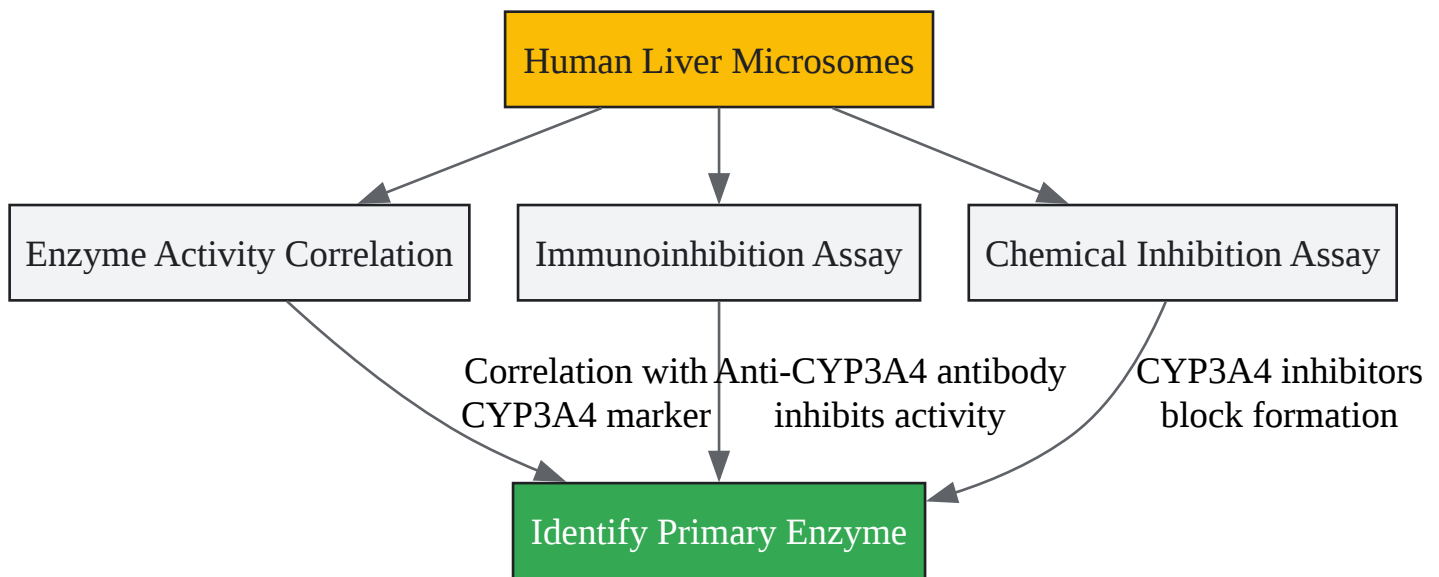 Human Liver Microsomes
Enzyme Activity Correlation
Immunoinhibition Assay
Chemical Inhibition Assay
Correlation with
CYP3A4 marker
Anti-CYP3A4 antibody
inhibits activity
CYP3A4 inhibitors
block formation
Identify Primary Enzyme